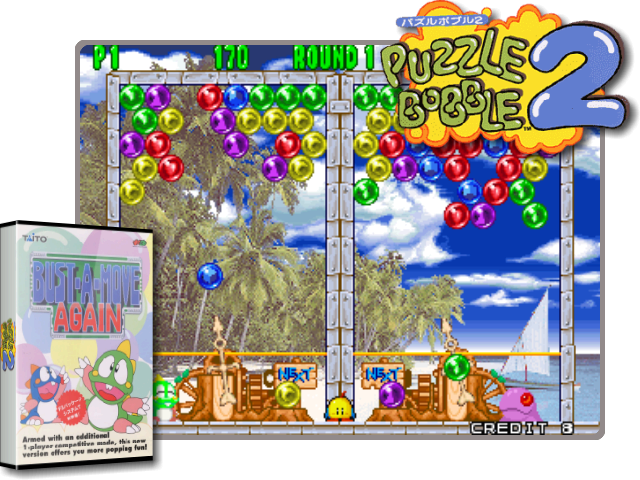 P1 170 ROUND 1
パズルボブル2
PUZZLE
BOBBLE
2
TM
NEXT
NEXT
CREDIT 8
TAITO
BUST-A-MOVE
AGAIN
2
Armed with an additional
1-player competitive mode, this new
version offers you more popping fun!